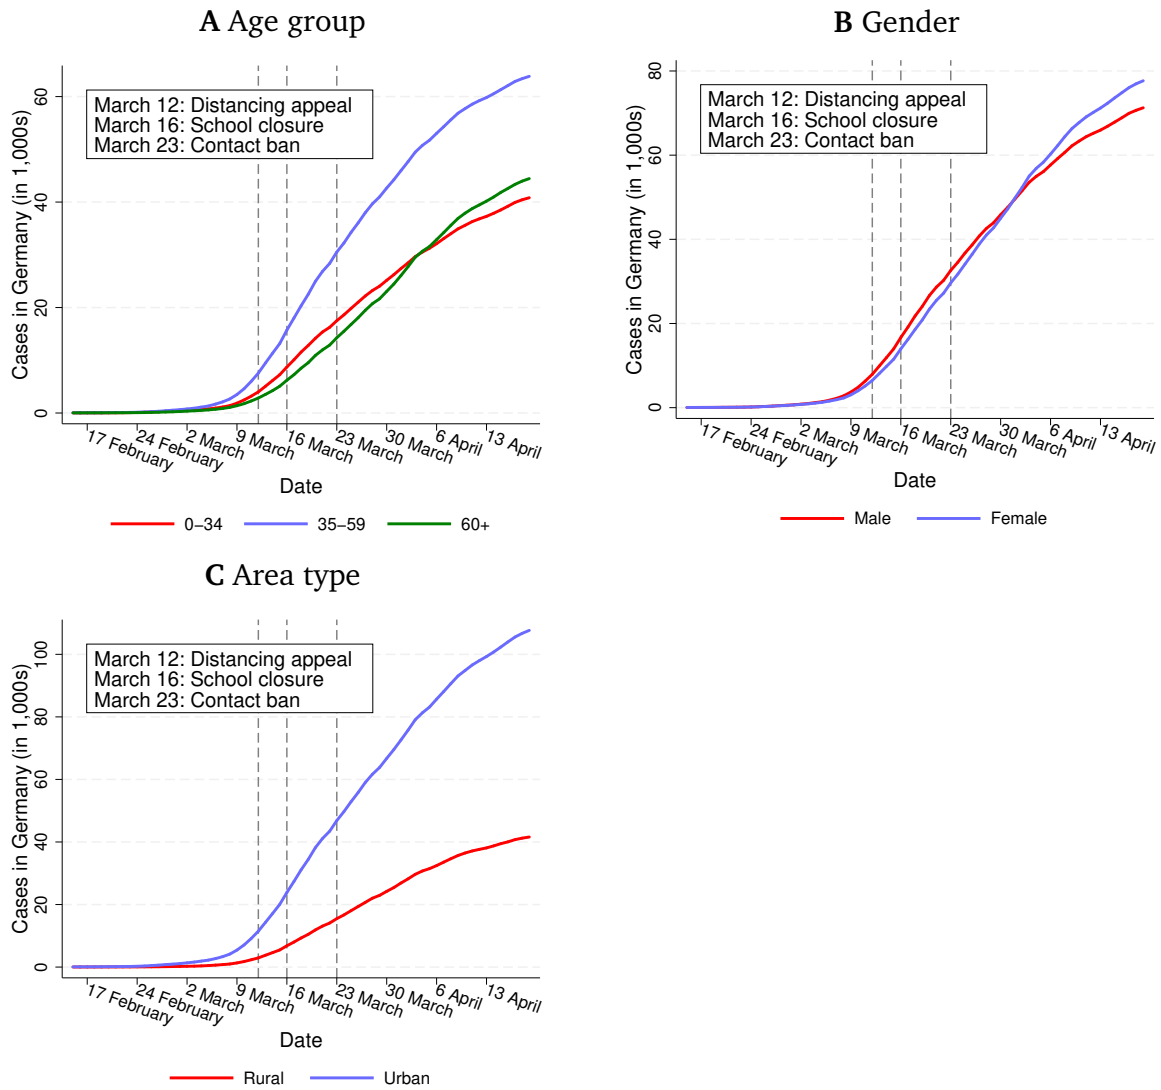 A Age group
Cases in Germany (in 1,000s)
60
40
20
0
March 12: Distancing appeal
March 16: School closure
March 23: Contact ban
17 February
24 February
2 March
9 March
16 March
23 March
30 March
6 April
13 April
Date
0–34 35–59 60+
B Gender
Cases in Germany (in 1,000s)
80
60
40
20
0
March 12: Distancing appeal
March 16: School closure
March 23: Contact ban
17 February
24 February
2 March
9 March
16 March
23 March
30 March
6 April
13 April
Date
Male Female
C Area type
Cases in Germany (in 1,000s)
100
80
60
40
20
0
March 12: Distancing appeal
March 16: School closure
March 23: Contact ban
17 February
24 February
2 March
9 March
16 March
23 March
30 March
6 April
13 April
Date
Rural Urban